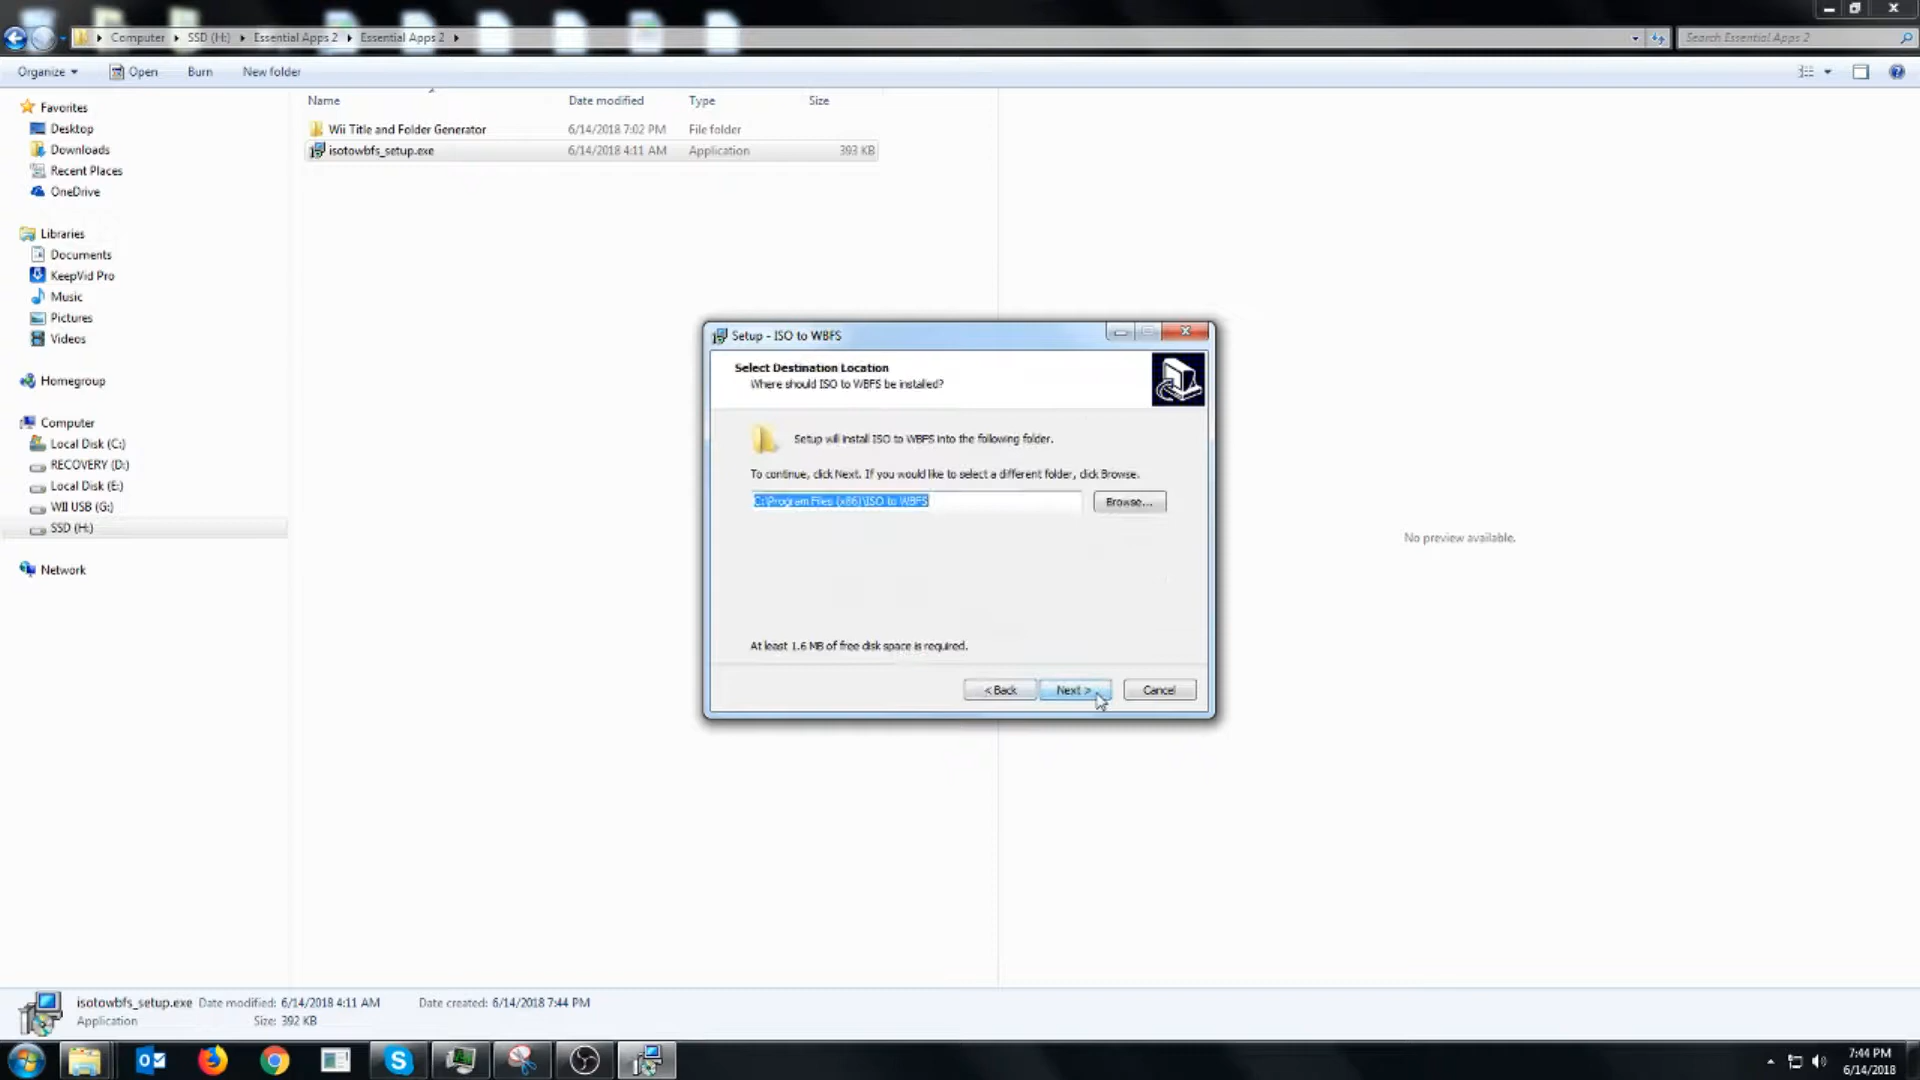 Computer SSD (H:) Essential Apps 2 Essential Apps 2
Search Essential Apps 2
Organize Open Burn New folder
Name Date modified Type Size
Wii Title and Folder Generator 6/14/2018 7:02 PM File folder
isotowbfs_setup.exe 6/14/2018 4:11 AM Application 393 KB
Favorites
Desktop
Downloads
Recent Places
OneDrive
Libraries
Documents
KeepVid Pro
Music
Pictures
Videos
Homegroup
Computer
Local Disk (C:)
RECOVERY (D:)
Local Disk (E:)
WII USB (G:)
SSD (H:)
Network
Setup - ISO to WBFS
Select Destination Location
Where should ISO to WBFS be installed?
Setup will install ISO to WBFS into the following folder.
To continue, click Next. If you would like to select a different folder, click Browse.
C:\Program Files (x86)\ISO to WBFS
Browse...
At least 1.6 MB of free disk space is required.
< Back Next > Cancel
No preview available.
isotowbfs_setup.exe Date modified: 6/14/2018 4:11 AM Date created: 6/14/2018 7:44 PM
Application Size: 392 KB
7:44 PM
6/14/2018